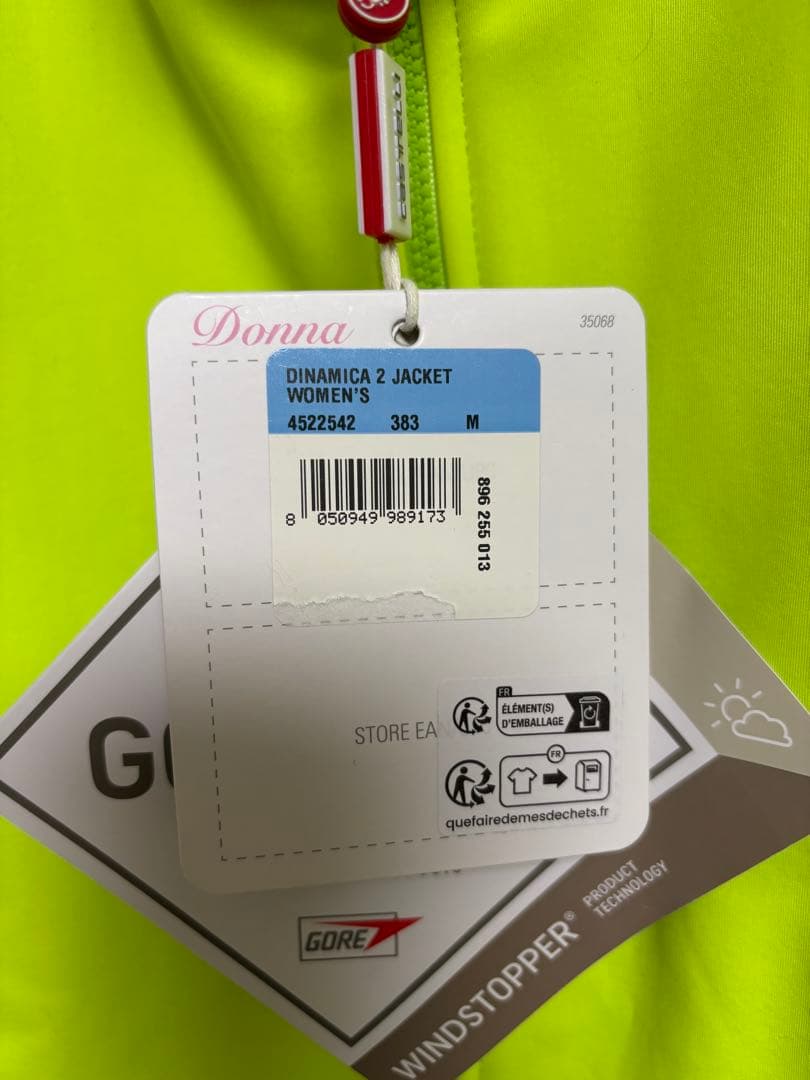 Donna
35068
DINAMICA 2 JACKET
WOMEN'S
4522542 383 M
8 050949 989173
896 255 013
STORE EA
FR
ÉLÉMENT(S)
D'EMBALLAGE
FR
quefairedemesdechets.fr
GO
GORE
WINDSTOPPER®
PRODUCT
TECHNOLOGY